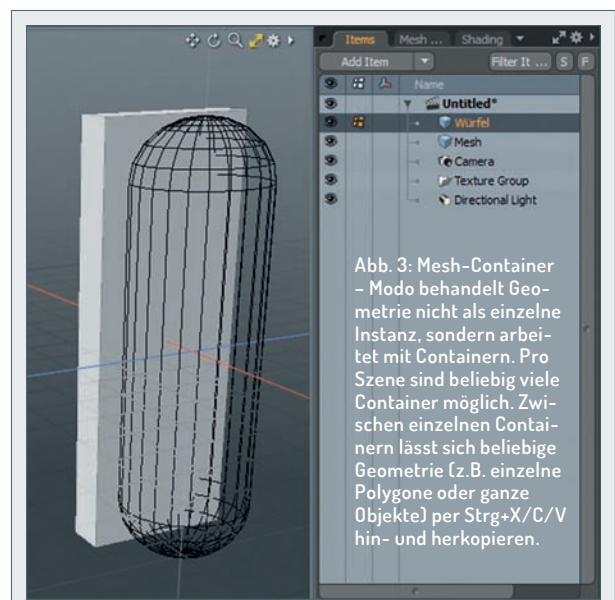 Items Mesh ... Shading
Add Item Filter It ... S F
Name
Untitled*
Würfel
Mesh
Camera
Texture Group
Directional Light
Abb. 3: Mesh-Container
– Modo behandelt Geo-
metrie nicht als einzelne
Instanz, sondern arbei-
tet mit Containern. Pro
Szene sind beliebig viele
Container möglich. Zwi-
schen einzelnen Contai-
nern lässt sich beliebige
Geometrie (z.B. einzelne
Polygone oder ganze
Objekte) per Strg+X/C/V
hin- und herkopieren.